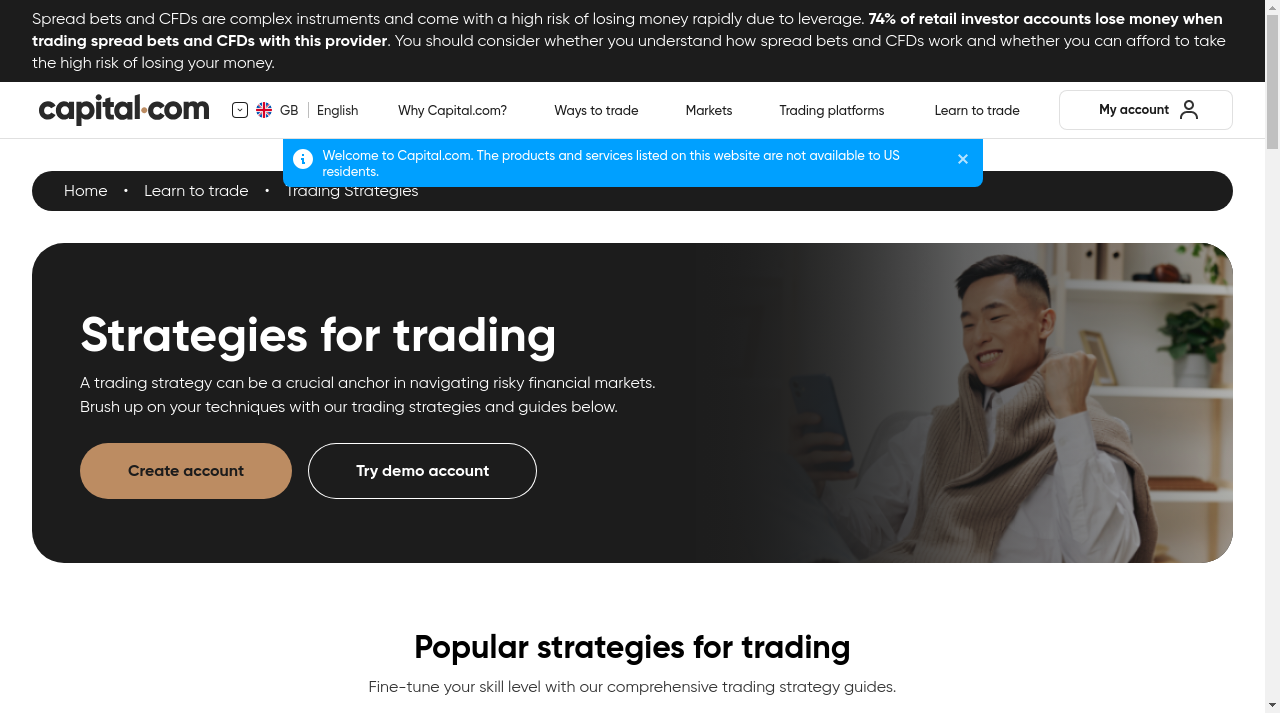 Spread bets and CFDs are complex instruments and come with a high risk of losing money rapidly due to leverage. 74% of retail investor accounts lose money when
trading spread bets and CFDs with this provider. You should consider whether you understand how spread bets and CFDs work and whether you can afford to take
the high risk of losing your money.
capital.com GB English Why Capital.com? Ways to trade Markets Trading platforms Learn to trade My account
Welcome to Capital.com. The products and services listed on this website are not available to US
residents.
Home • Learn to trade • Trading Strategies
Strategies for trading
A trading strategy can be a crucial anchor in navigating risky financial markets.
Brush up on your techniques with our trading strategies and guides below.
Create account Try demo account
Popular strategies for trading
Fine-tune your skill level with our comprehensive trading strategy guides.